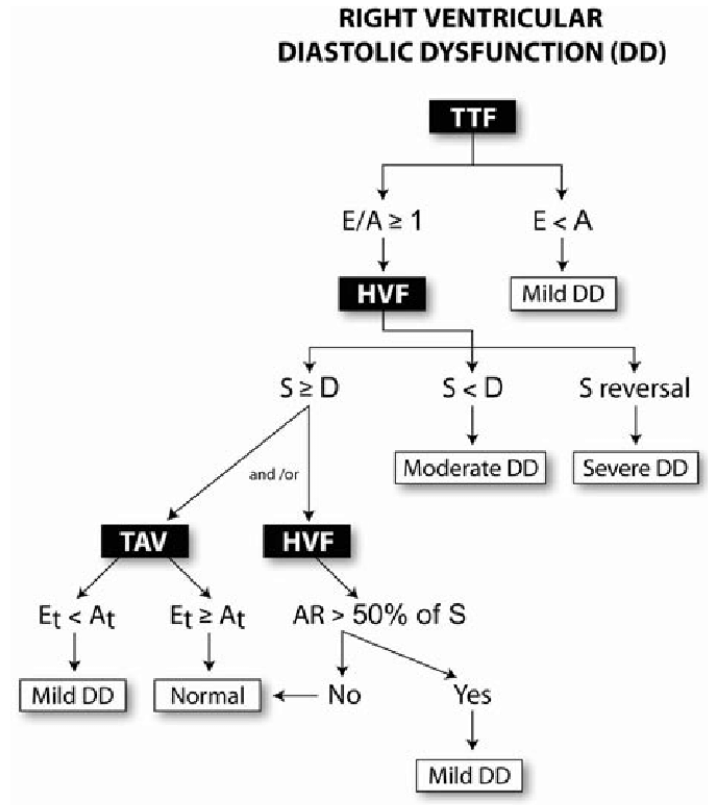 RIGHT VENTRICULAR
DIASTOLIC DYSFUNCTION (DD)
TTF
E/A ≥ 1
E < A
HVF
Mild DD
S ≥ D
S < D
S reversal
and /or
Moderate DD
Severe DD
TAV
HVF
Et < At
Et ≥ At
AR > 50% of S
Mild DD
Normal
No
Yes
Mild DD